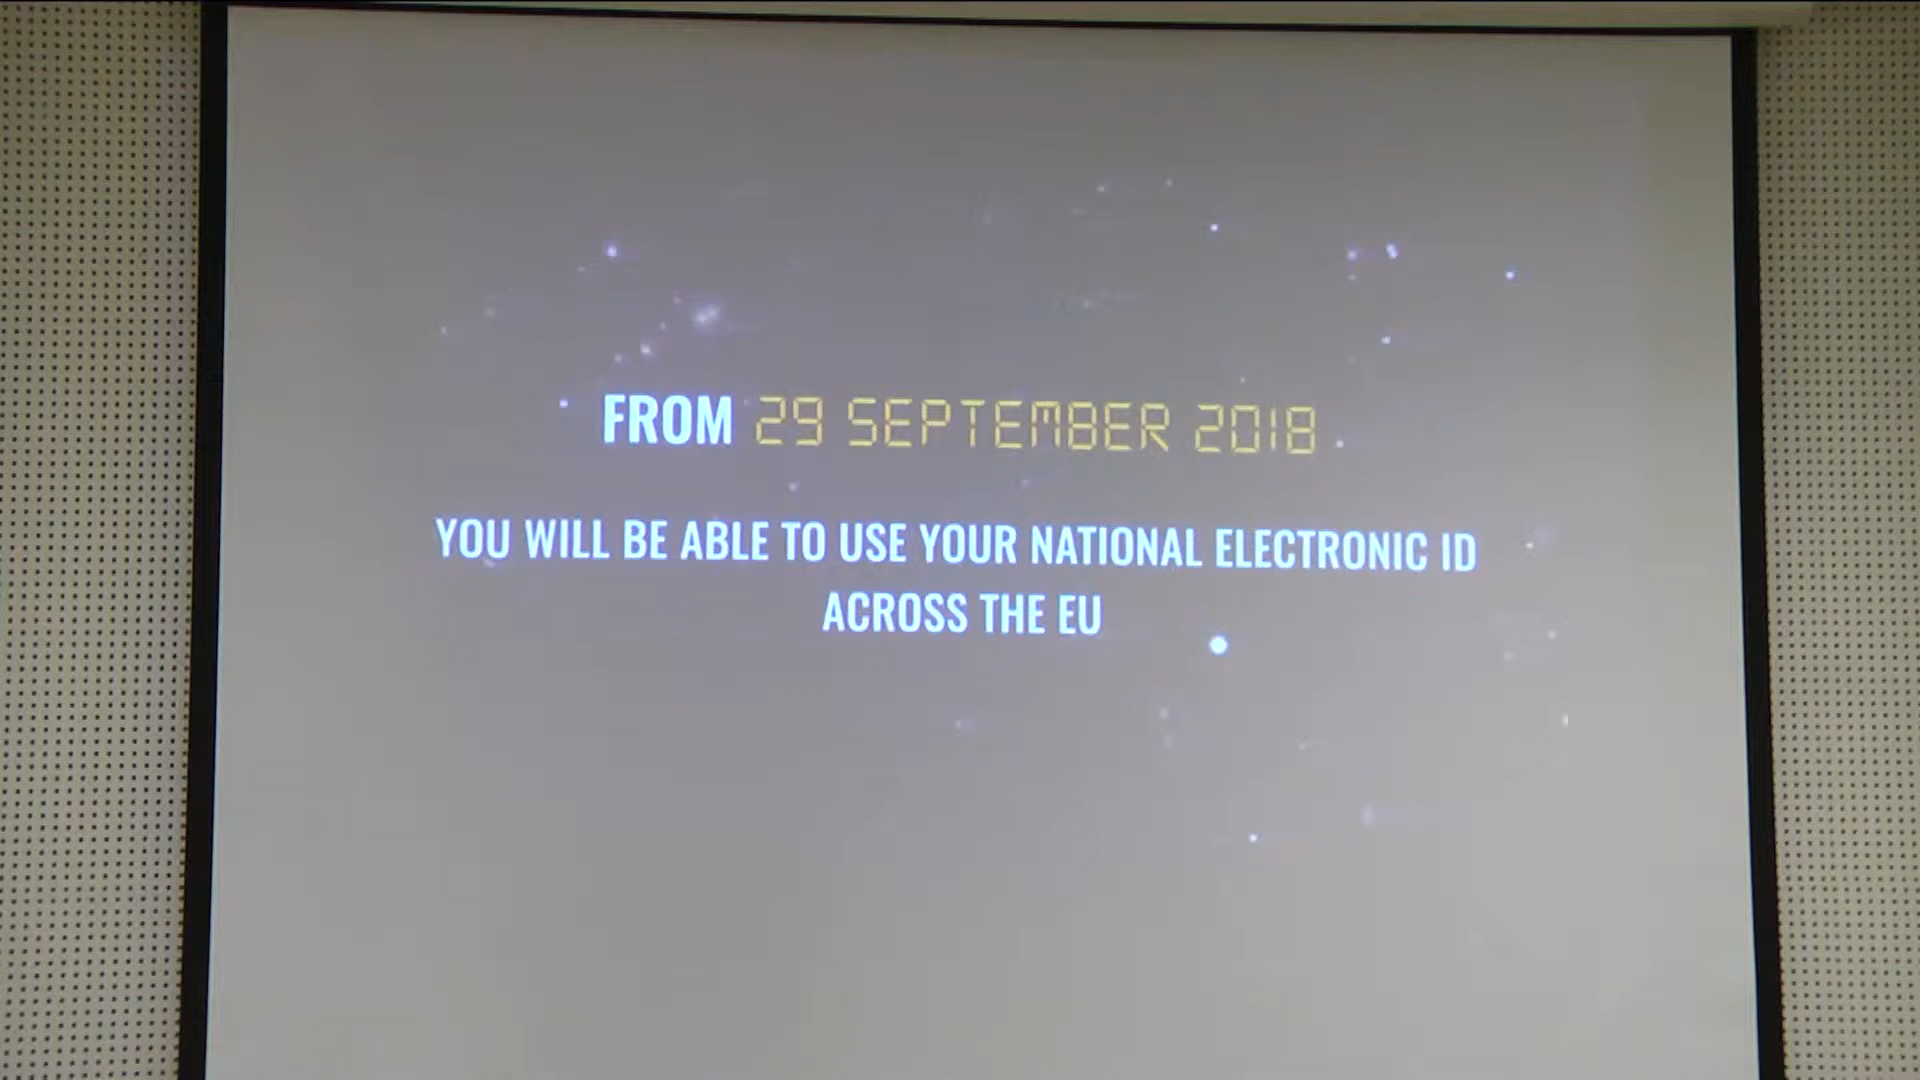 FROM 29 SEPTEMBER 2018
YOU WILL BE ABLE TO USE YOUR NATIONAL ELECTRONIC ID
ACROSS THE EU